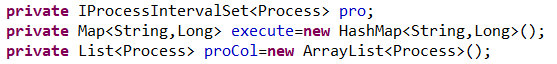 private IProcessIntervalSet<Process> pro;
private Map<String,Long> execute=new HashMap<String,Long>();
private List<Process> proCol=new ArrayList<Process>();